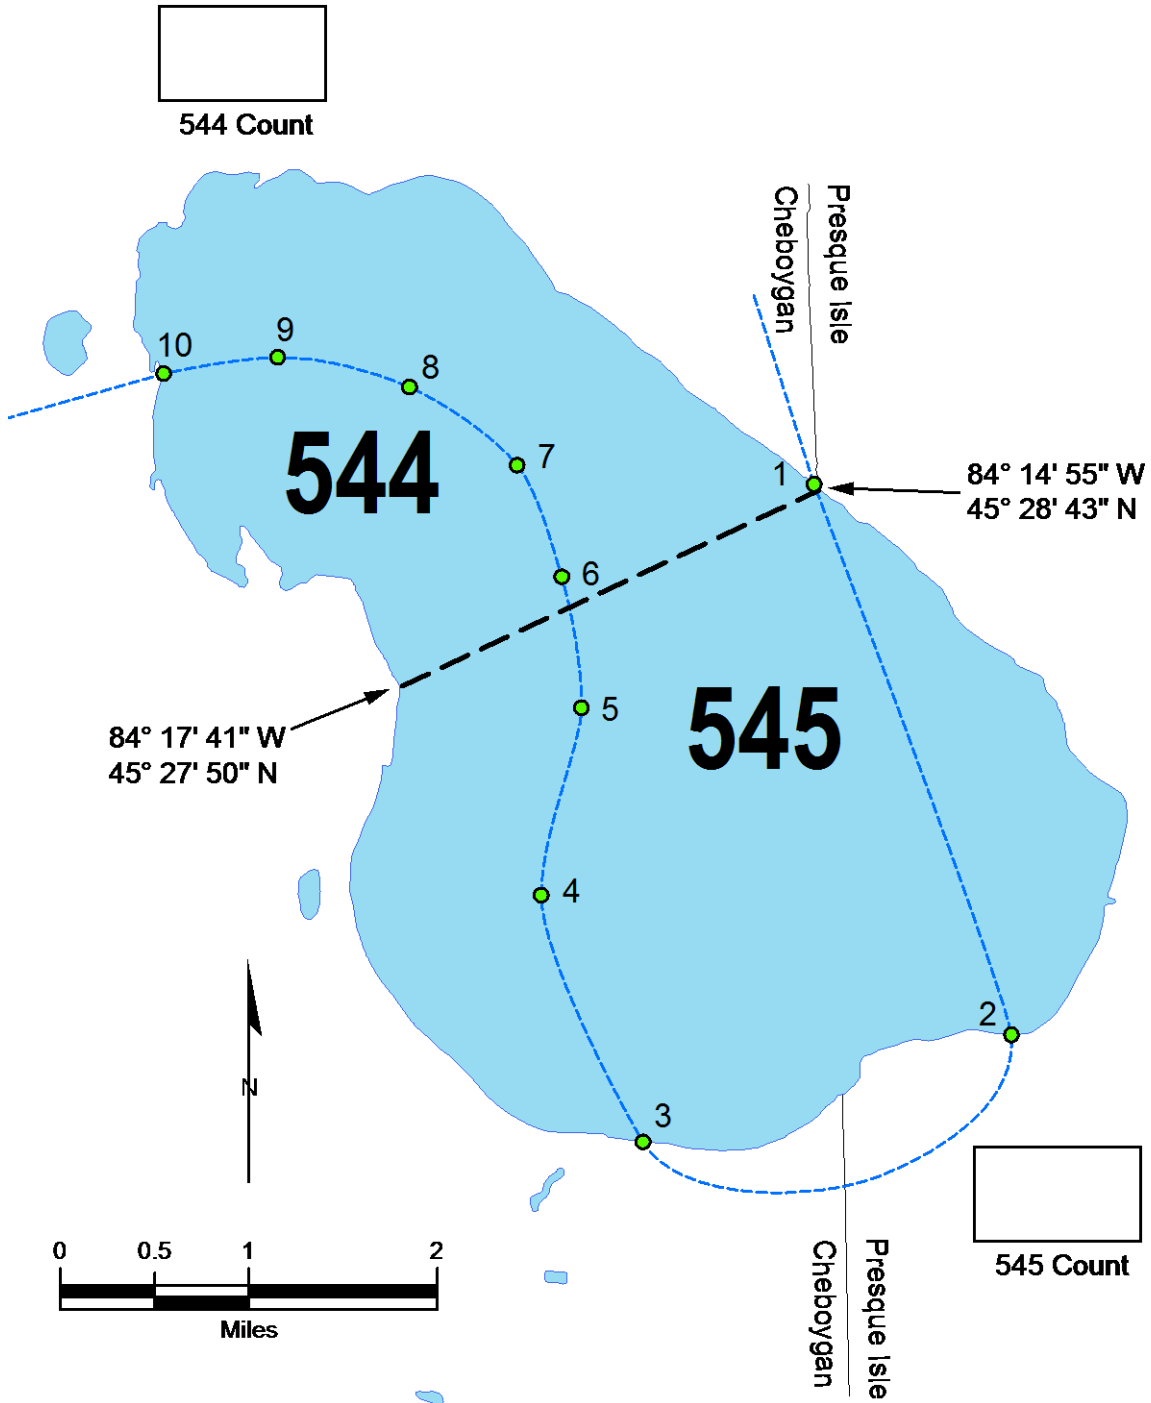 544 Count
Presque Isle
Cheboygan
10
9
8
544
7
1
84° 14' 55" W
45° 28' 43" N
6
545
5
84° 17' 41" W
45° 27' 50" N
4
2
N
3
0 0.5 1 2
Miles
545 Count
Presque Isle
Cheboygan